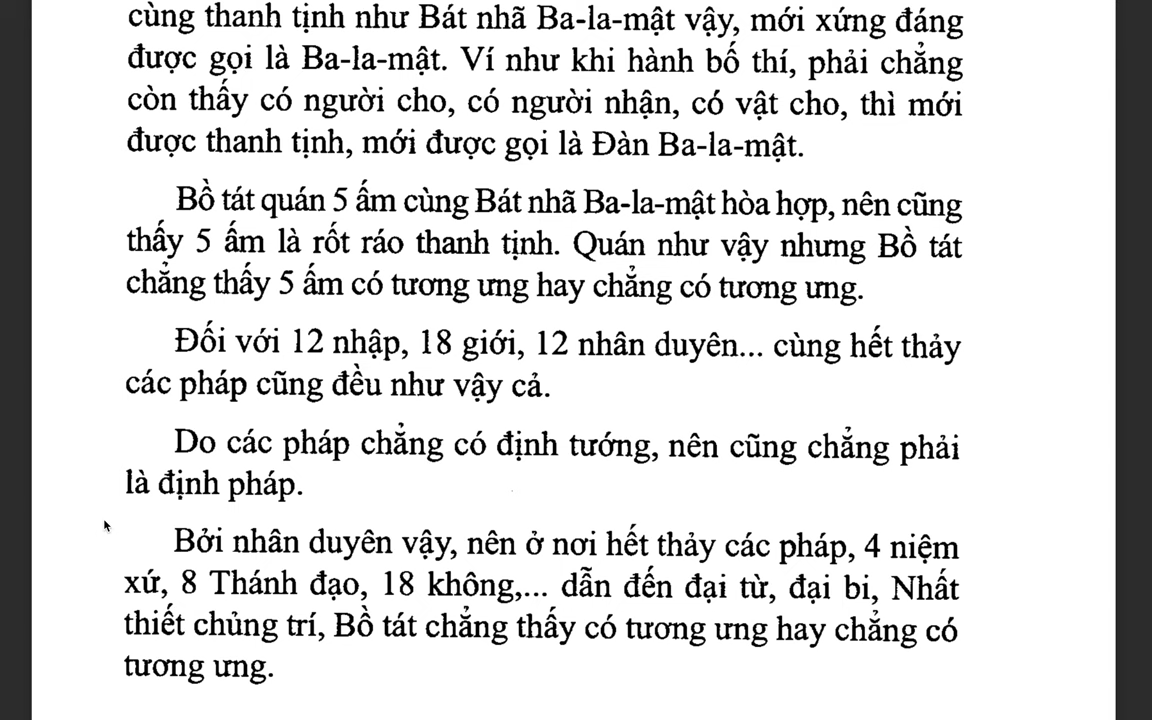 cùng thanh tịnh như Bát nhã Ba-la-mật vậy, mới xứng đáng
được gọi là Ba-la-mật. Ví như khi hành bố thí, phải chẳng
còn thấy có người cho, có người nhận, có vật cho, thì mới
được thanh tịnh, mới được gọi là Đàn Ba-la-mật.
Bồ tát quán 5 ấm cùng Bát nhã Ba-la-mật hòa hợp, nên cũng
thấy 5 ấm là rốt ráo thanh tịnh. Quán như vậy nhưng Bồ tát
chẳng thấy 5 ấm có tương ưng hay chẳng có tương ưng.
Đối với 12 nhập, 18 giới, 12 nhân duyên... cùng hết thảy
các pháp cũng đều như vậy cả.
Do các pháp chẳng có định tướng, nên cũng chẳng phải
là định pháp.
Bởi nhân duyên vậy, nên ở nơi hết thảy các pháp, 4 niệm
xứ, 8 Thánh đạo, 18 không,... dẫn đến đại từ, đại bi, Nhất
thiết chủng trí, Bồ tát chẳng thấy có tương ưng hay chẳng có
tương ưng.